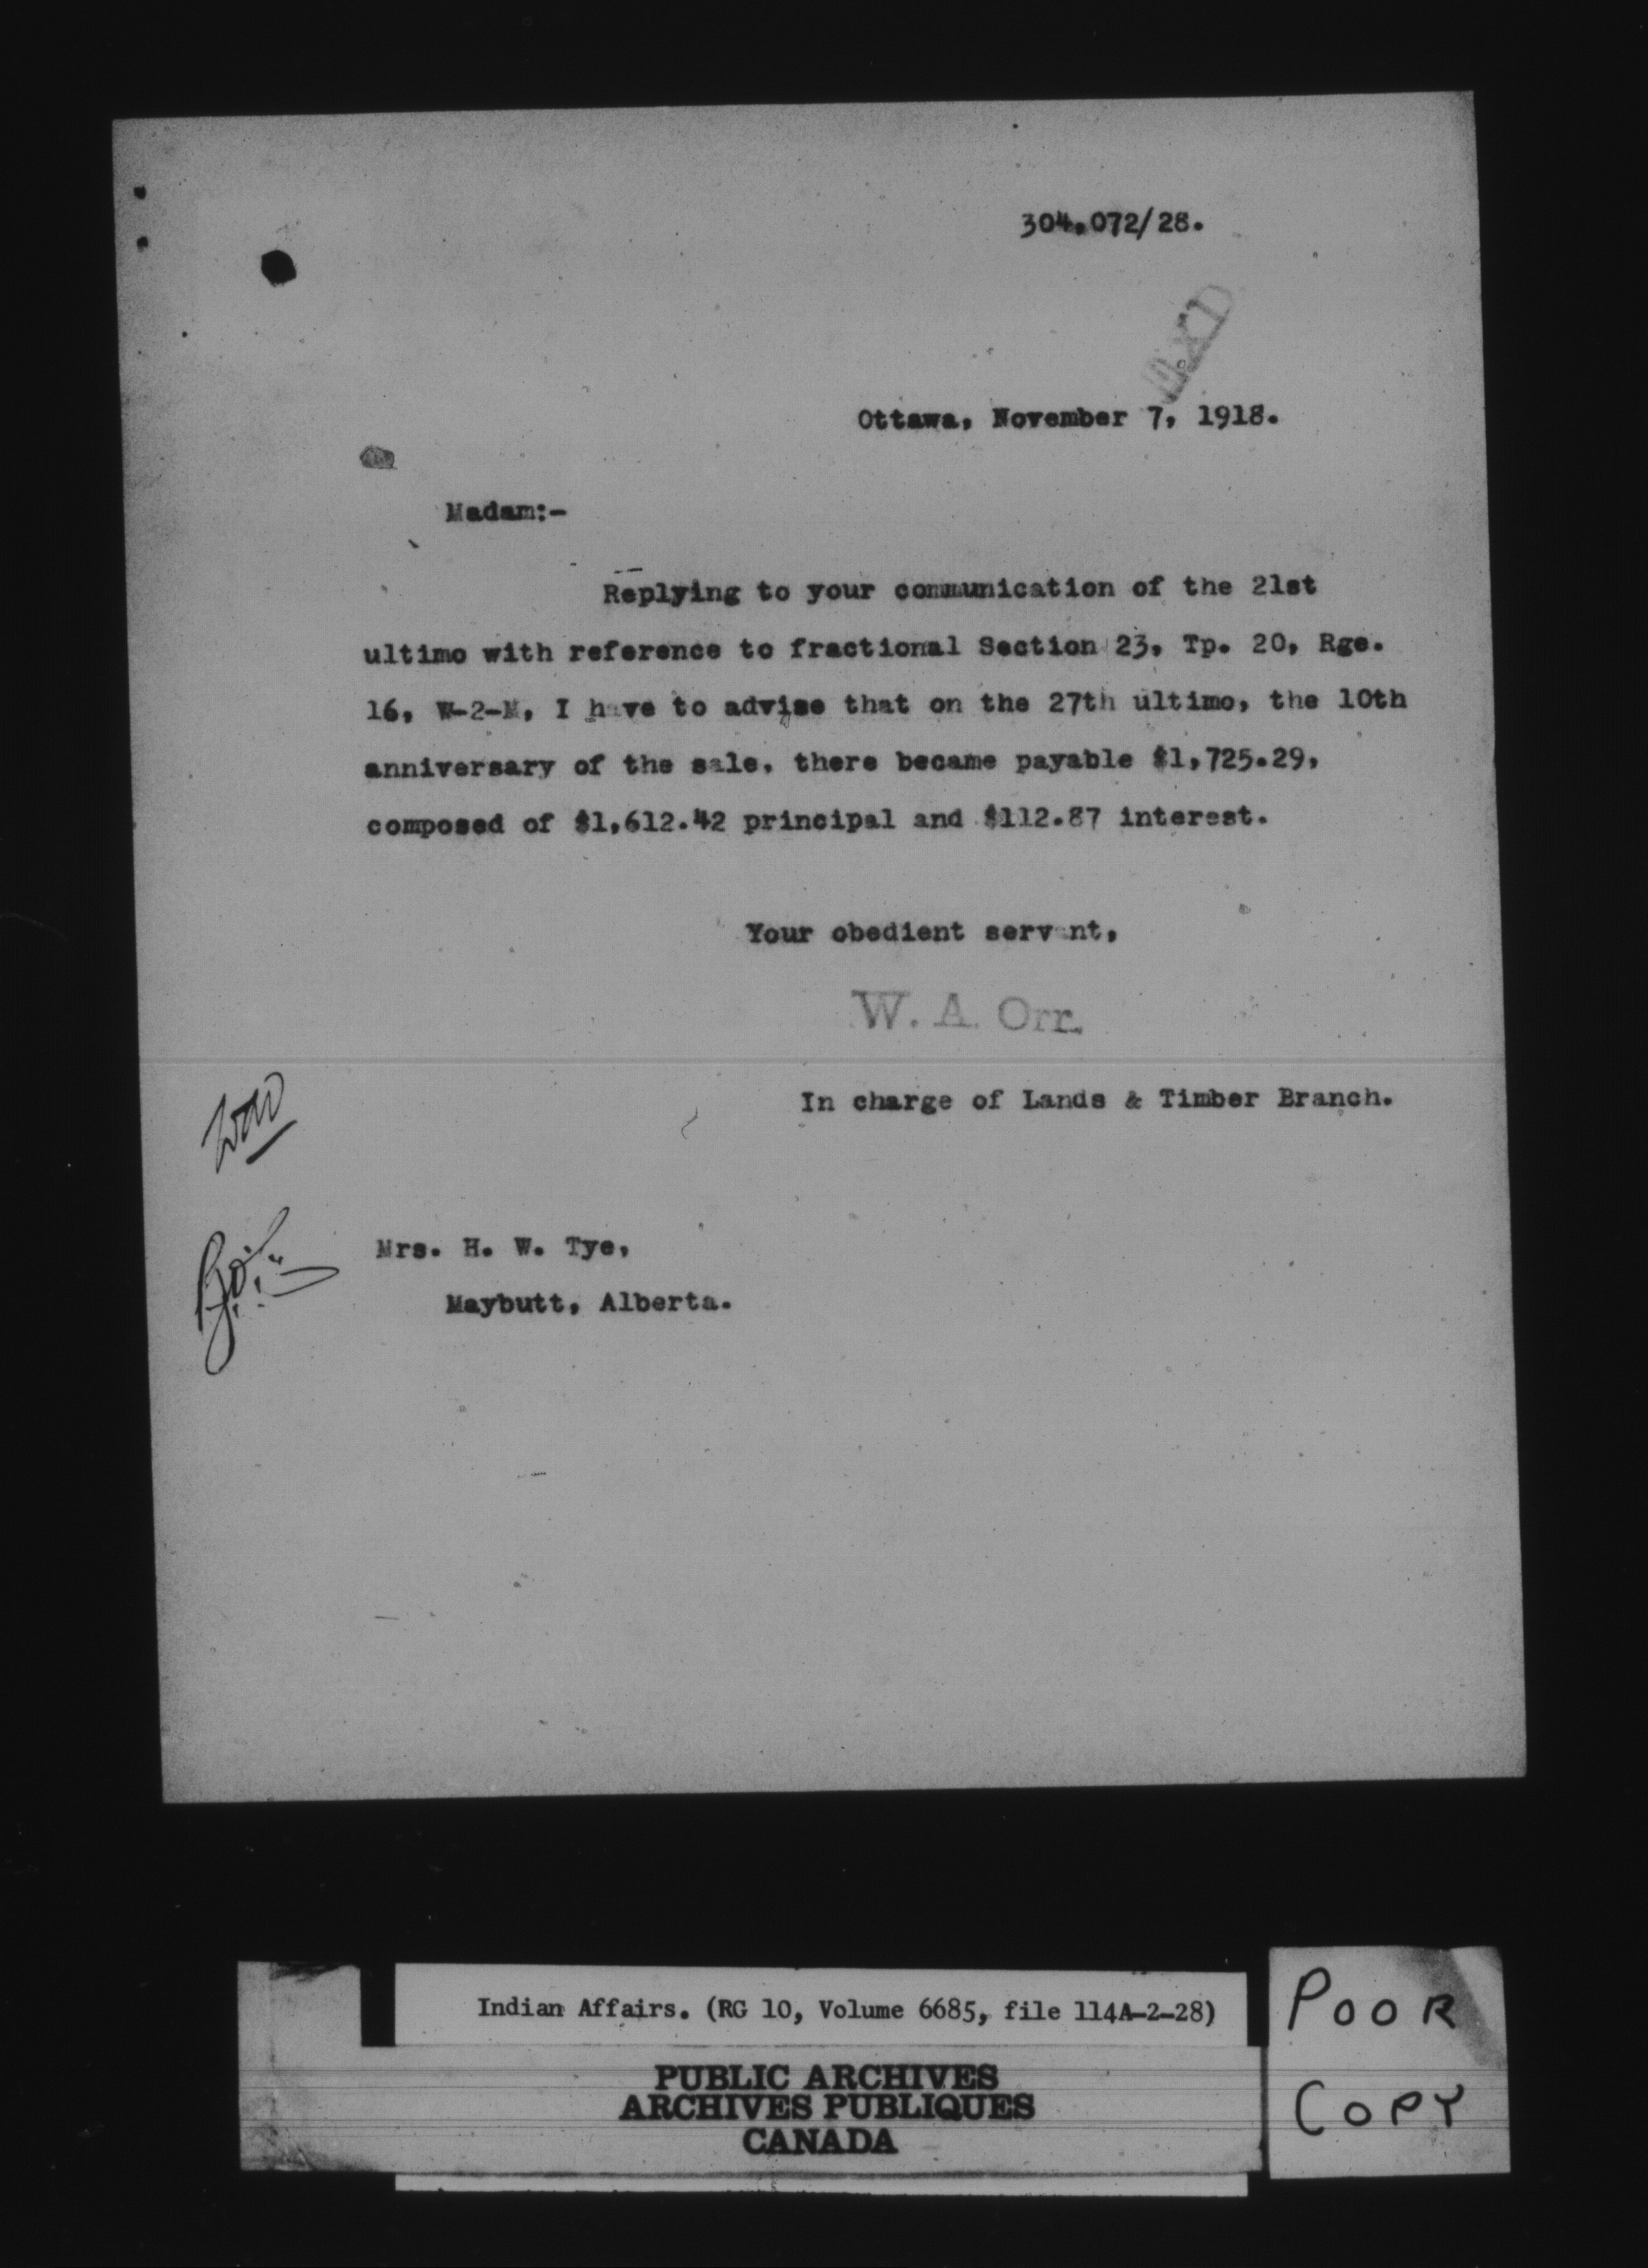 304,072/28.
Ottawa, November 7, 1918.
Madam:-
Replying to your communication of the 21st
ultimo with reference to fractional Section 23, Tp. 20, Rge.
16, W-2-M, I have to advise that on the 27th ultimo, the 10th
anniversary of the sale, there became payable $1,725.29,
composed of $1,612.42 principal and $112.87 interest.
Your obedient servant,
W. A. Orr.
In charge of Lands & Timber Branch.
Mrs. H. W. Tye,
Maybutt, Alberta.
Indian Affairs. (RG 10, Volume 6685, file 114A-2-28)
PUBLIC ARCHIVES
ARCHIVES PUBLIQUES
CANADA
POOR
COPY